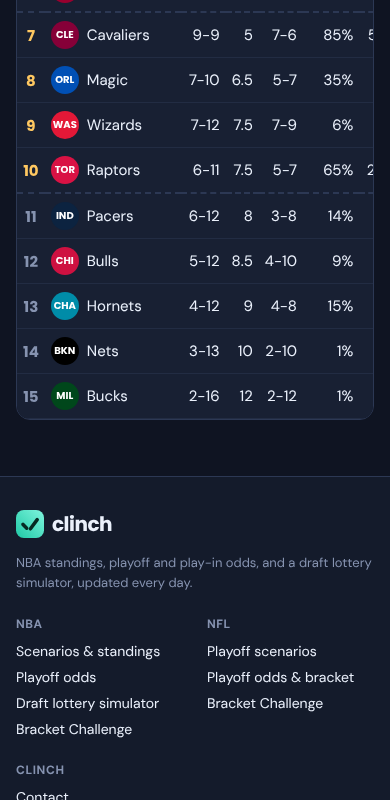 7 CLE Cavaliers 9-9 5 7-6 85%
8 ORL Magic 7-10 6.5 5-7 35%
9 WAS Wizards 7-12 7.5 7-9 6%
10 TOR Raptors 6-11 7.5 5-7 65% 2
11 IND Pacers 6-12 8 3-8 14%
12 CHI Bulls 5-12 8.5 4-10 9%
13 CHA Hornets 4-12 9 4-8 15%
14 BKN Nets 3-13 10 2-10 1%
15 MIL Bucks 2-16 12 2-12 1%
clinch
NBA standings, playoff and play-in odds, and a draft lottery
simulator, updated every day.
NBA NFL
Scenarios & standings Playoff scenarios
Playoff odds Playoff odds & bracket
Draft lottery simulator Bracket Challenge
Bracket Challenge
CLINCH
Contact